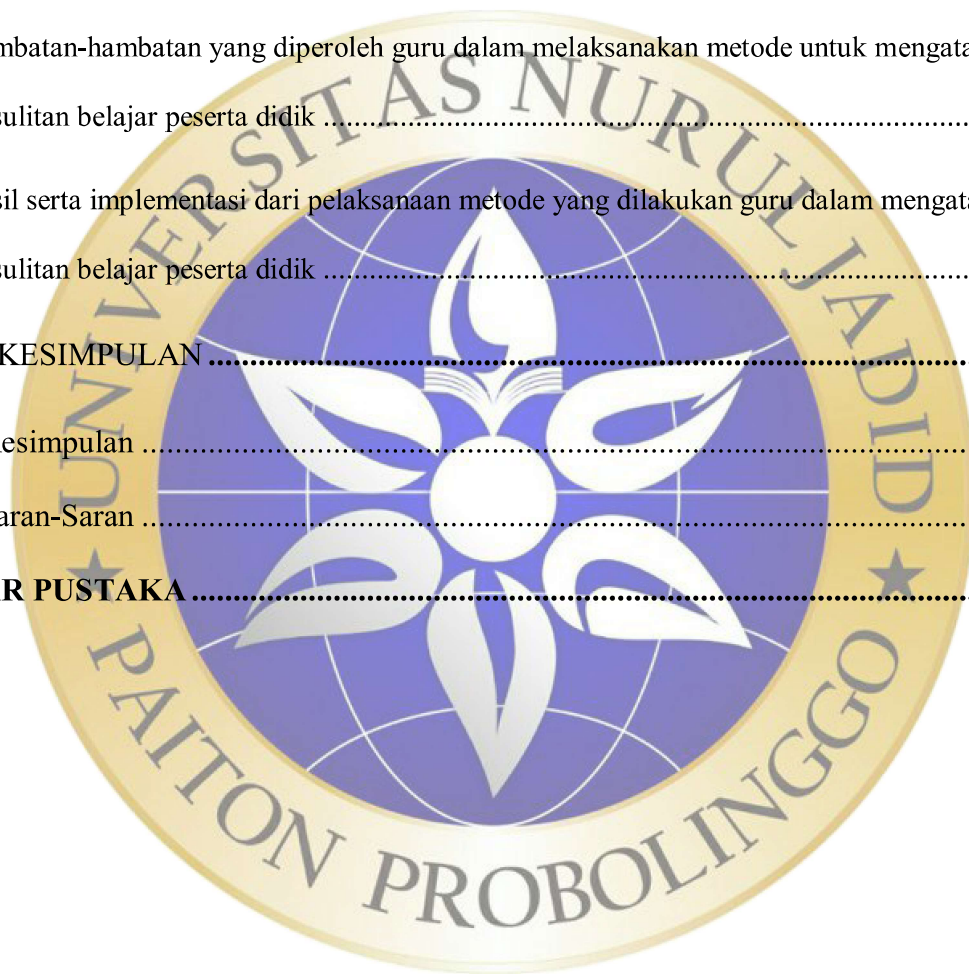 mbatan-hambatan yang diperoleh guru dalam melaksanakan metode untuk mengata
sulitan belajar peserta didik ........................................................................................
sil serta implementasi dari pelaksanaan metode yang dilakukan guru dalam mengata
sulitan belajar peserta didik ........................................................................................
KESIMPULAN ........................................................................................
esimpulan ........................................................................................
aran-Saran ........................................................................................
R PUSTAKA ........................................................................................
UNIVERSITAS NURUL JADID
★ PAITON PROBOLINGGO ★